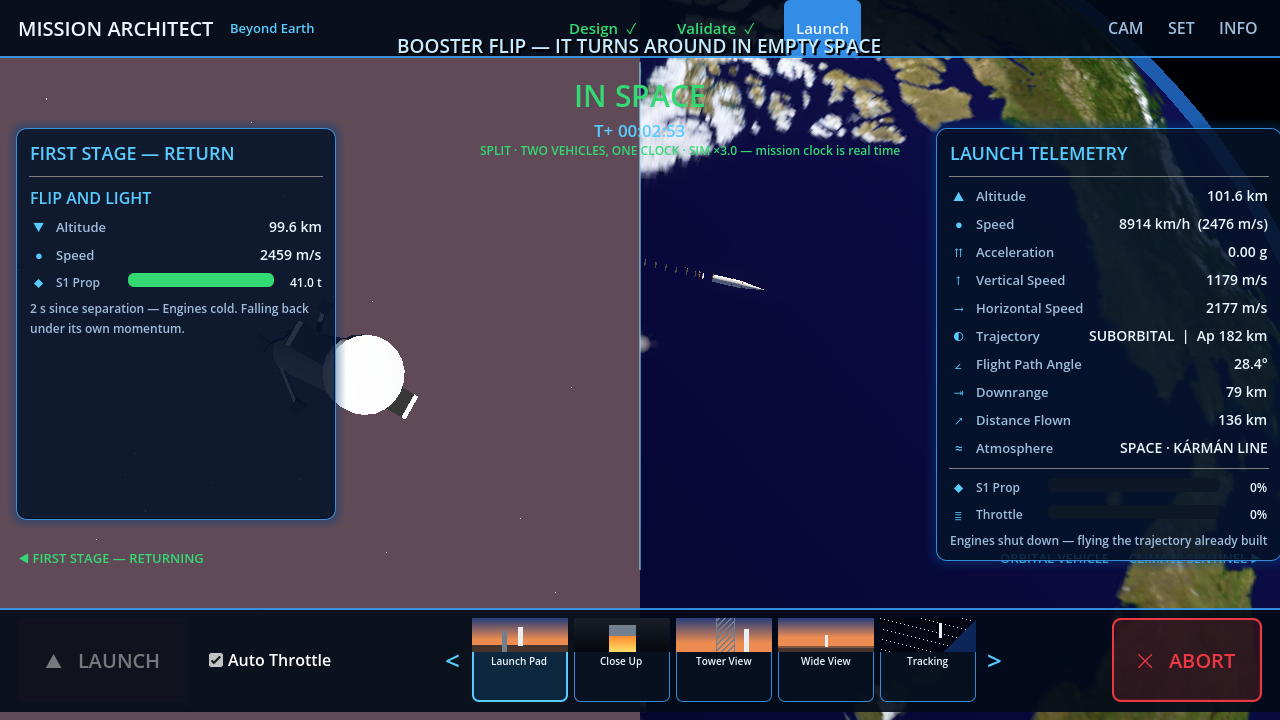 MISSION ARCHITECT
Beyond Earth
Design ✓
Validate ✓
Launch
CAM
SET
INFO
BOOSTER FLIP — IT TURNS AROUND IN EMPTY SPACE
IN SPACE
T+ 00:02:53
SPLIT · TWO VEHICLES, ONE CLOCK · SIM ×3.0 — mission clock is real time
FIRST STAGE — RETURN
FLIP AND LIGHT
Altitude 99.6 km
Speed 2459 m/s
S1 Prop 41.0 t
2 s since separation — Engines cold. Falling back
under its own momentum.
◀ FIRST STAGE — RETURNING
LAUNCH TELEMETRY
Altitude 101.6 km
Speed 8914 km/h (2476 m/s)
Acceleration 0.00 g
Vertical Speed 1179 m/s
Horizontal Speed 2177 m/s
Trajectory SUBORBITAL | Ap 182 km
Flight Path Angle 28.4°
Downrange 79 km
Distance Flown 136 km
Atmosphere SPACE · KÁRMÁN LINE
S1 Prop 0%
Throttle 0%
Engines shut down — flying the trajectory already built
ORBITAL VEHICLE — CLIMATE SENTINEL ▶
▲ LAUNCH
Auto Throttle
<
Launch Pad
Close Up
Tower View
Wide View
Tracking
>
ABORT